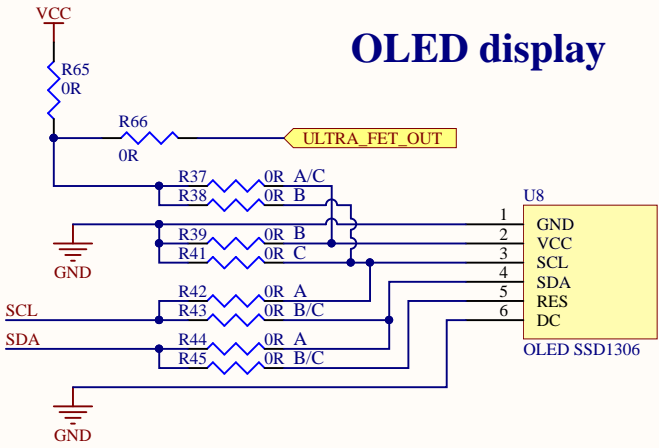 VCC
OLED display
R65
0R
R66
0R
ULTRA_FET_OUT
R37 0R A/C
R38 0R B
U8
1 GND
R39 0R B
2 VCC
R41 0R C
3 SCL
GND
4 SDA
R42 0R A
5 RES
SCL
R43 0R B/C
6 DC
SDA
R44 0R A
OLED SSD1306
R45 0R B/C
GND